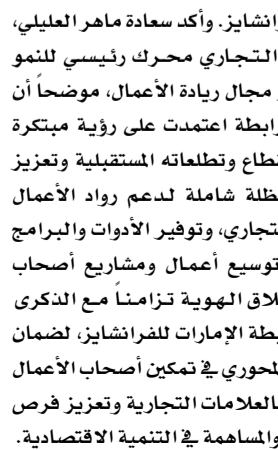 انشايز. وأكد سعادة ماهر العليلي،
التجاري محرك رئيسي للنمو
مجال ريادة الأعمال، موضحاً أن
رابطة اعتمدت على رؤية مبتكرة
طاع وتطلعاته المستقبلية وتعزيز
ظلة شاملة لدعم رواد الأعمال
تجاري، وتوفير الأدوات والبرامج
توسيع أعمال ومشاريع أصحاب
لاق الهوية تزامناً مع الذكرى
بطة الإمارات للفرانشايز، لضمان
لمحوري في تمكين أصحاب الأعمال
بالعلامات التجارية وتعزيز فرص
والمساهمة في التنمية الاقتصادية.